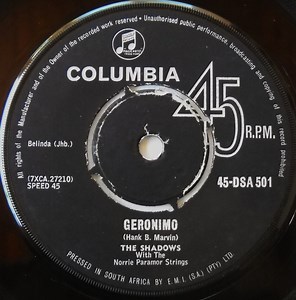 All rights of the Manufacturer and of the Owner of the recorded work reserved. • Unauthorised public performance, broadcasting and copying of this record prohibited
COLUMBIA
45
R.P.M.
Belinda (Jhb.)
(7XCA.27210)
SPEED 45
45-DSA 501
GERONIMO
(Hank B. Marvin)
THE SHADOWS
With The
Norrie Paramor Strings
Pressed in South Africa by E.M.I. (S.A.) (PTY) LTD.